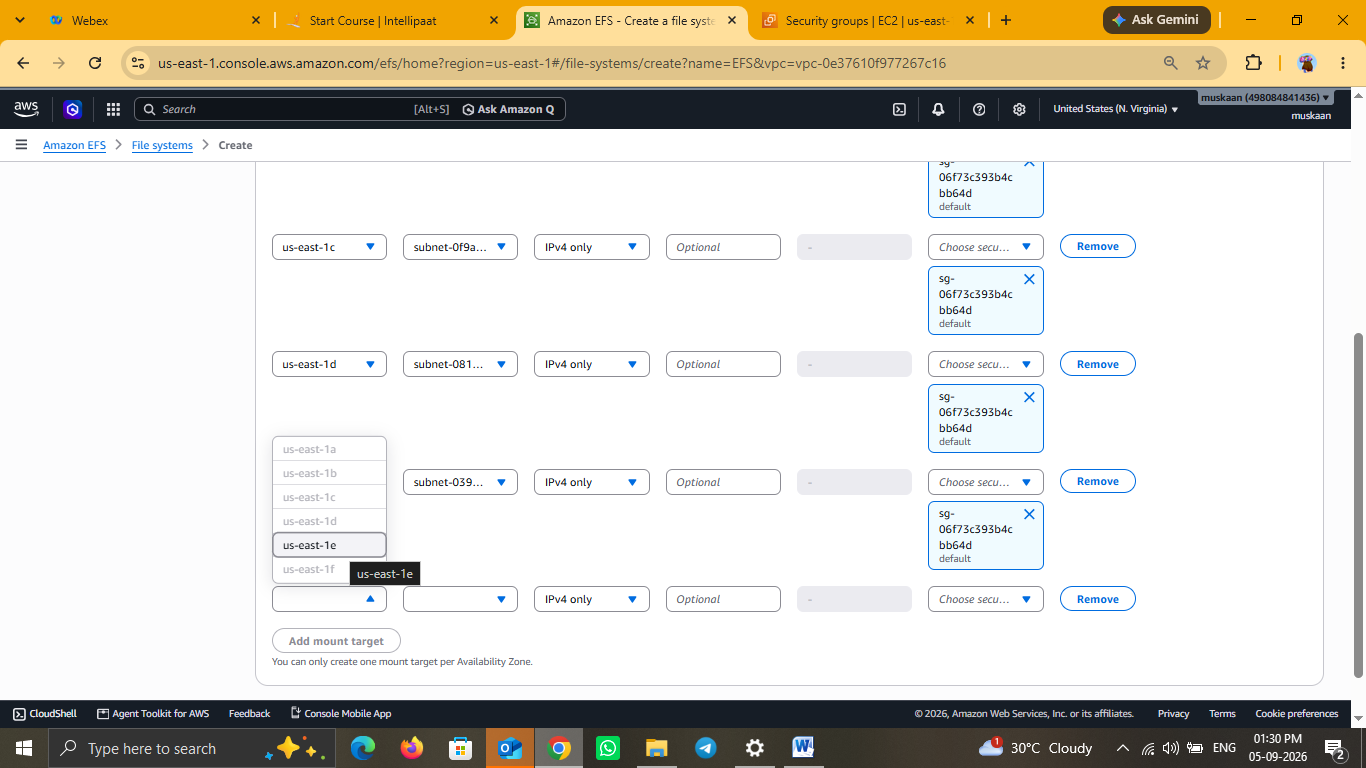 Webex
Start Course | Intellipaat
Amazon EFS - Create a file syste
Security groups | EC2 | us-east-
Ask Gemini
us-east-1.console.aws.amazon.com/efs/home?region=us-east-1#/file-systems/create?name=EFS&vpc=vpc-0e37610f977267c16
aws
Search
[Alt+S]
Ask Amazon Q
United States (N. Virginia)
muskaan (498084841436)
muskaan
Amazon EFS
File systems
Create
sg-
06f73c393b4c
bb64d
default
us-east-1c
subnet-0f9a...
IPv4 only
Optional
-
Choose secu...
Remove
sg-
06f73c393b4c
bb64d
default
us-east-1d
subnet-081...
IPv4 only
Optional
-
Choose secu...
Remove
sg-
06f73c393b4c
bb64d
default
us-east-1a
us-east-1b
us-east-1c
us-east-1d
us-east-1e
us-east-1f
us-east-1e
subnet-039...
IPv4 only
Optional
-
Choose secu...
Remove
sg-
06f73c393b4c
bb64d
default
IPv4 only
Optional
-
Choose secu...
Remove
Add mount target
You can only create one mount target per Availability Zone.
CloudShell
Agent Toolkit for AWS
Feedback
Console Mobile App
© 2026, Amazon Web Services, Inc. or its affiliates.
Privacy
Terms
Cookie preferences
Type here to search
1
30°C Cloudy
ENG
01:30 PM
05-09-2026
2